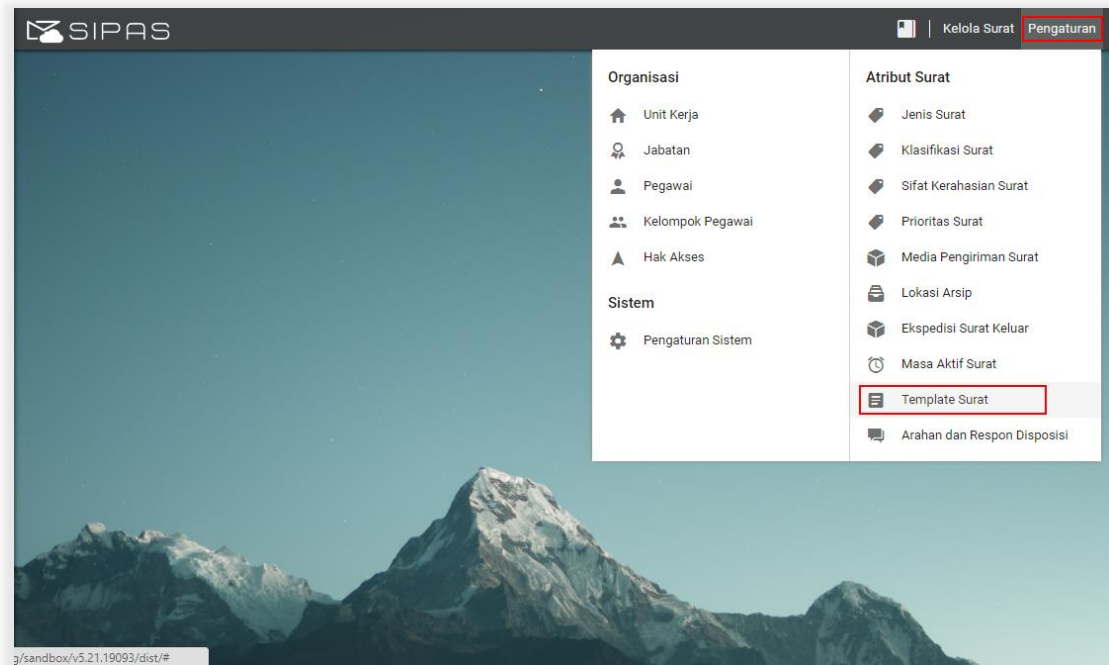 SIPAS
Kelola Surat
Pengaturan
Organisasi
Unit Kerja
Jabatan
Pegawai
Kelompok Pegawai
Hak Akses
Sistem
Pengaturan Sistem
Atribut Surat
Jenis Surat
Klasifikasi Surat
Sifat Kerahasian Surat
Prioritas Surat
Media Pengiriman Surat
Lokasi Arsip
Ekspedisi Surat Keluar
Masa Aktif Surat
Template Surat
Arahan dan Respon Disposisi
g/sandbox/v5.21.19093/dist/#